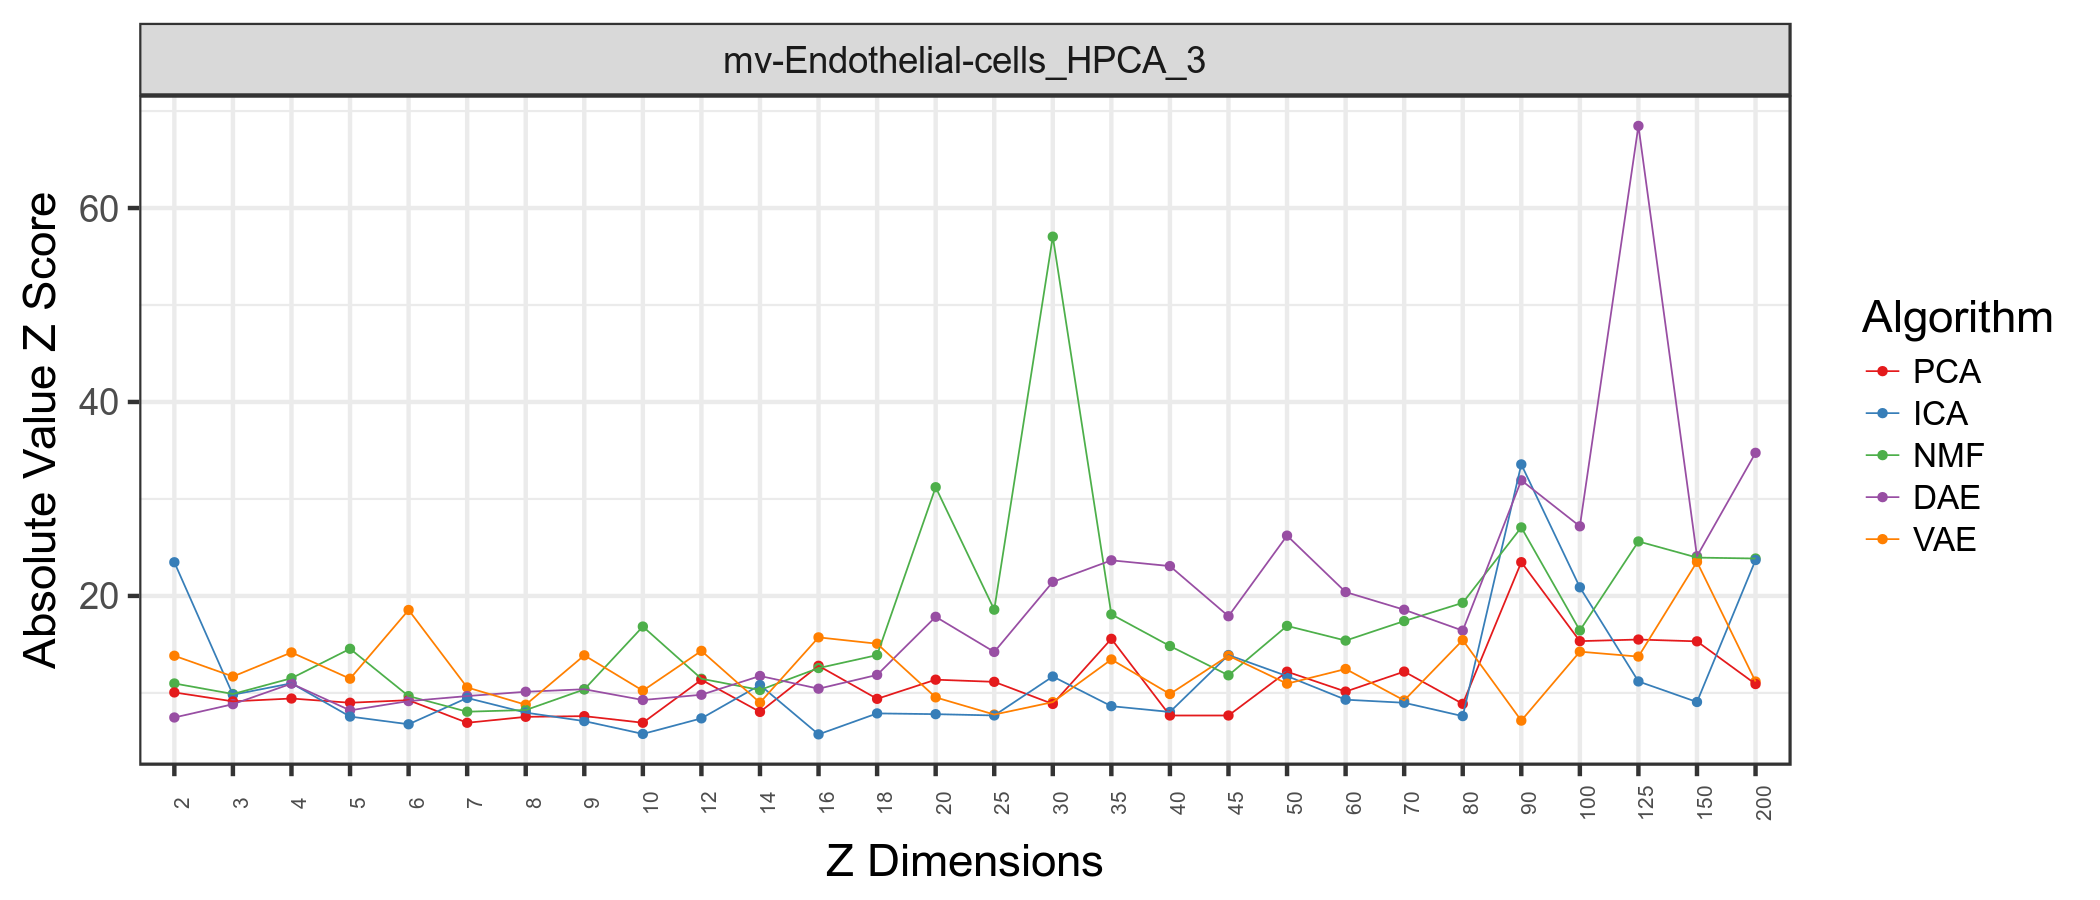 mv-Endothelial-cells_HPCA_3
Absolute Value Z Score
60
40
20
2 3 4 5 6 7 8 9 10 12 14 16 18 20 25 30 35 40 45 50 60 70 80 90 100 125 150 200
Z Dimensions
Algorithm
PCA
ICA
NMF
DAE
VAE